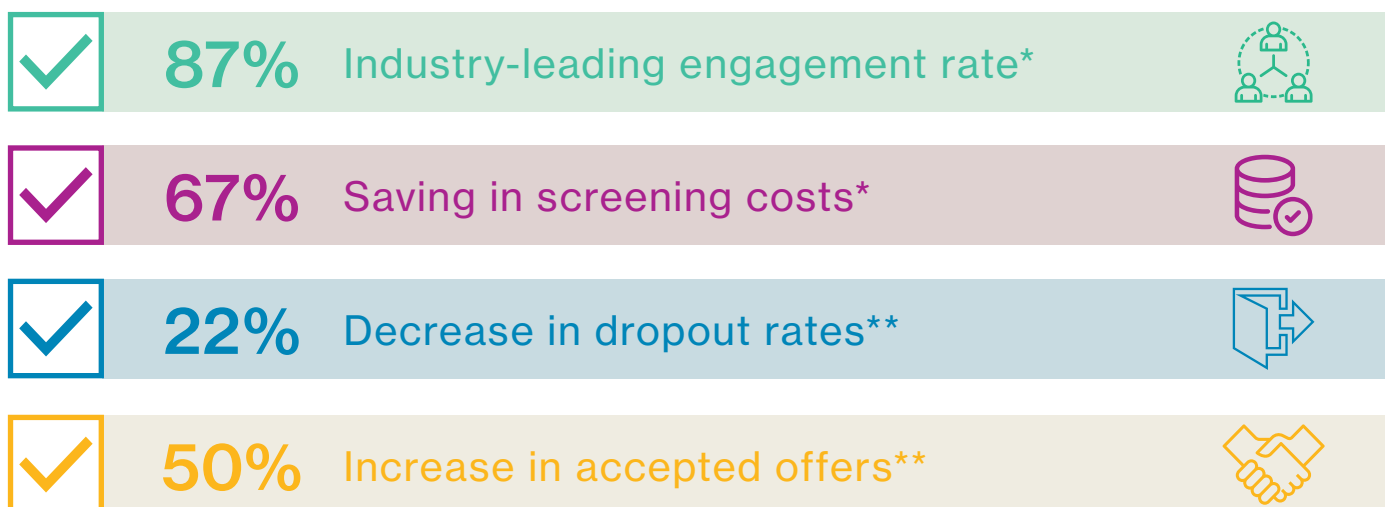 87% Industry-leading engagement rate*
67% Saving in screening costs*
22% Decrease in dropout rates**
50% Increase in accepted offers**